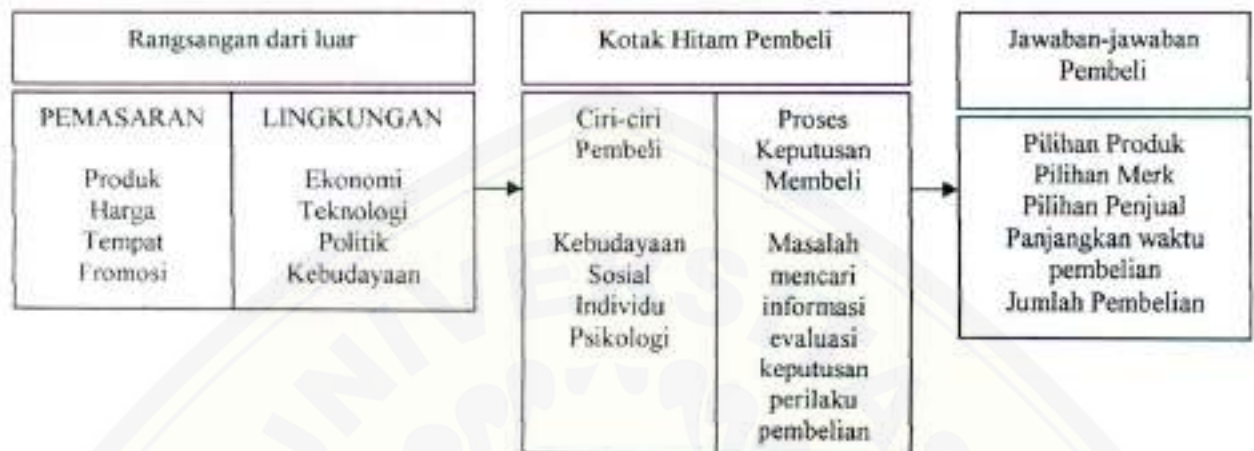 Rangsangan dari luar
PEMASARAN
Produk
Harga
Tempat
Fromosi
LINGKUNGAN
Ekonomi
Teknologi
Politik
Kebudayaan
Kotak Hitam Pembeli
Ciri-ciri
Pembeli
Kebudayaan
Sosial
Individu
Psikologi
Proses
Keputusan
Membeli
Masalah
mencari
informasi
evaluasi
keputusan
perilaku
pembelian
Jawaban-jawaban
Pembeli
Pilihan Produk
Pilihan Merk
Pilihan Penjual
Panjangkan waktu
pembelian
Jumlah Pembelian